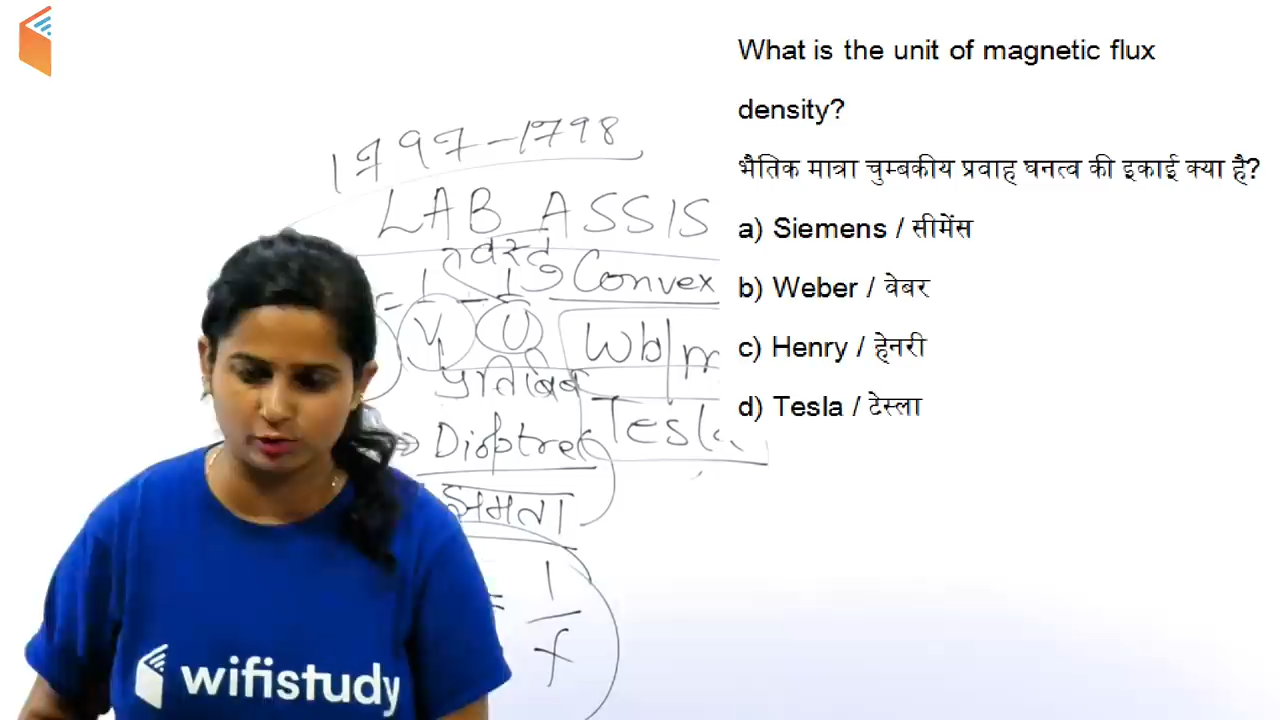 What is the unit of magnetic flux
density?
भैतिक मात्रा चुम्बकीय प्रवाह घनत्व की इकाई क्या है?
a) Siemens / सीमेंस
b) Weber / वेबर
c) Henry / हेनरी
d) Tesla / टेस्ला
1797-1798
LAB ASSIS
Convex
V U Wb/m
प्रतिबिंब
Dioptre
Tesla
क्षमता
= 1/f
wifistudy